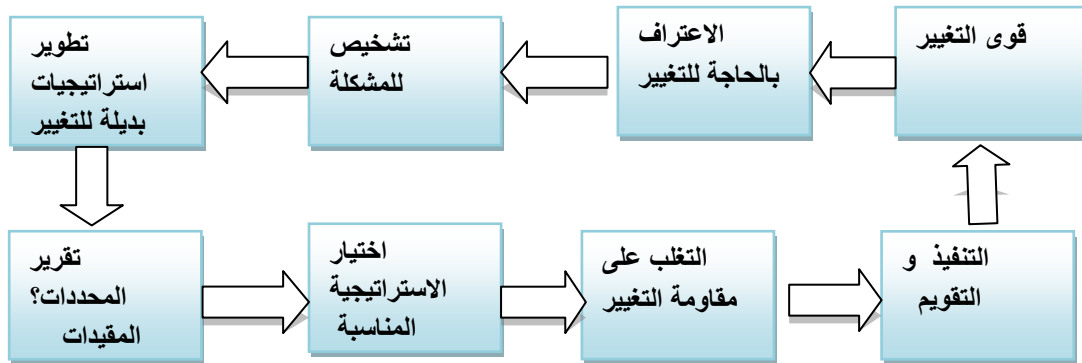 قوى التغيير
الاعتراف
بالحاجة للتغيير
تشخيص
للمشكلة
تطوير
استراتيجيات
بديلة للتغيير
تقرير
المحددات؟
المقيدات
اختيار
الاستراتيجية
المناسبة
التغلب على
مقاومة التغيير
التنفيذ و
التقويم